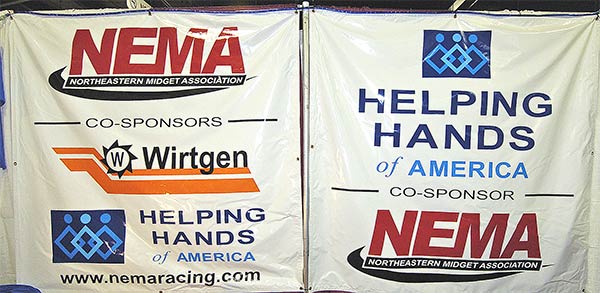 NEMA
NORTHEASTERN MIDGET ASSOCIATION
CO-SPONSORS
W Wirtgen
HELPING
HANDS
of AMERICA
www.nemaracing.com
HELPING
HANDS
of AMERICA
CO-SPONSOR
NEMA
NORTHEASTERN MIDGET ASSOCIATION